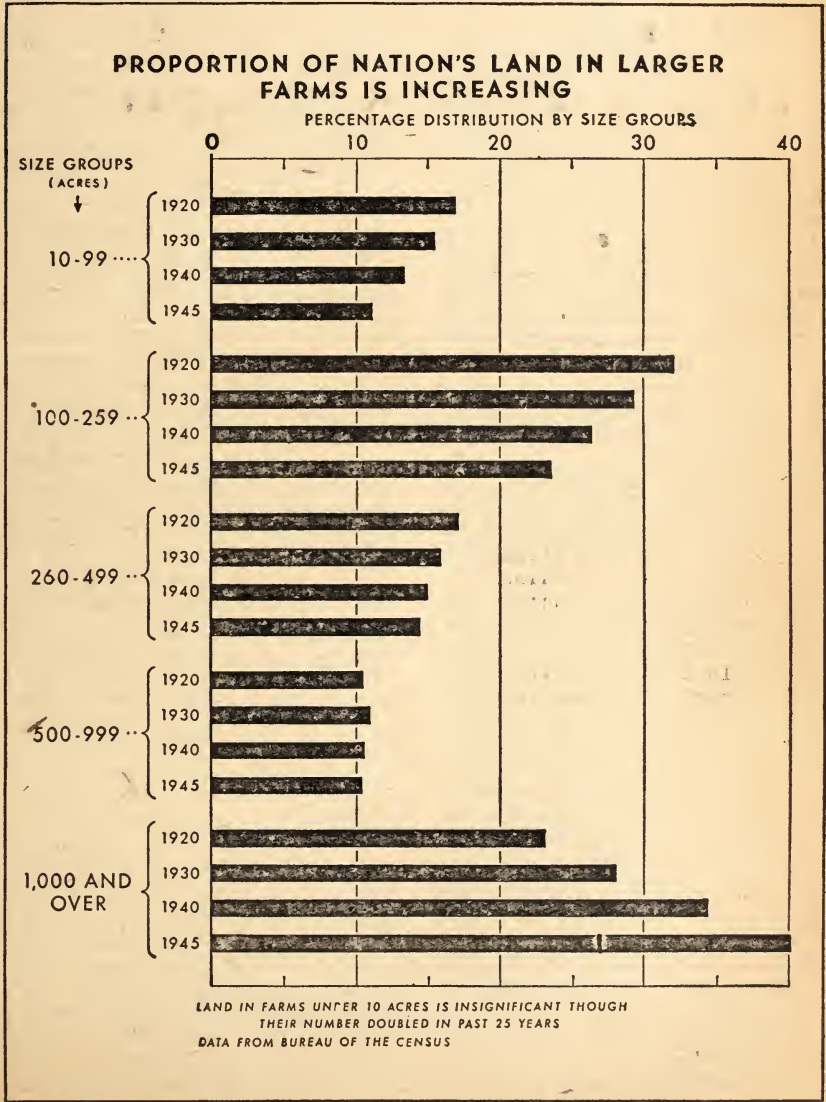 PROPORTION OF NATION'S LAND IN LARGER
FARMS IS INCREASING
PERCENTAGE DISTRIBUTION BY SIZE GROUPS
0 10 20 30 40
SIZE GROUPS
(ACRES)
10-99
1920
1930
1940
1945
100-259
1920
1930
1940
1945
260-499
1920
1930
1940
1945
500-999
1920
1930
1940
1945
1,000 AND
OVER
1920
1930
1940
1945
LAND IN FARMS UNDER 10 ACRES IS INSIGNIFICANT THOUGH
THEIR NUMBER DOUBLED IN PAST 25 YEARS
DATA FROM BUREAU OF THE CENSUS